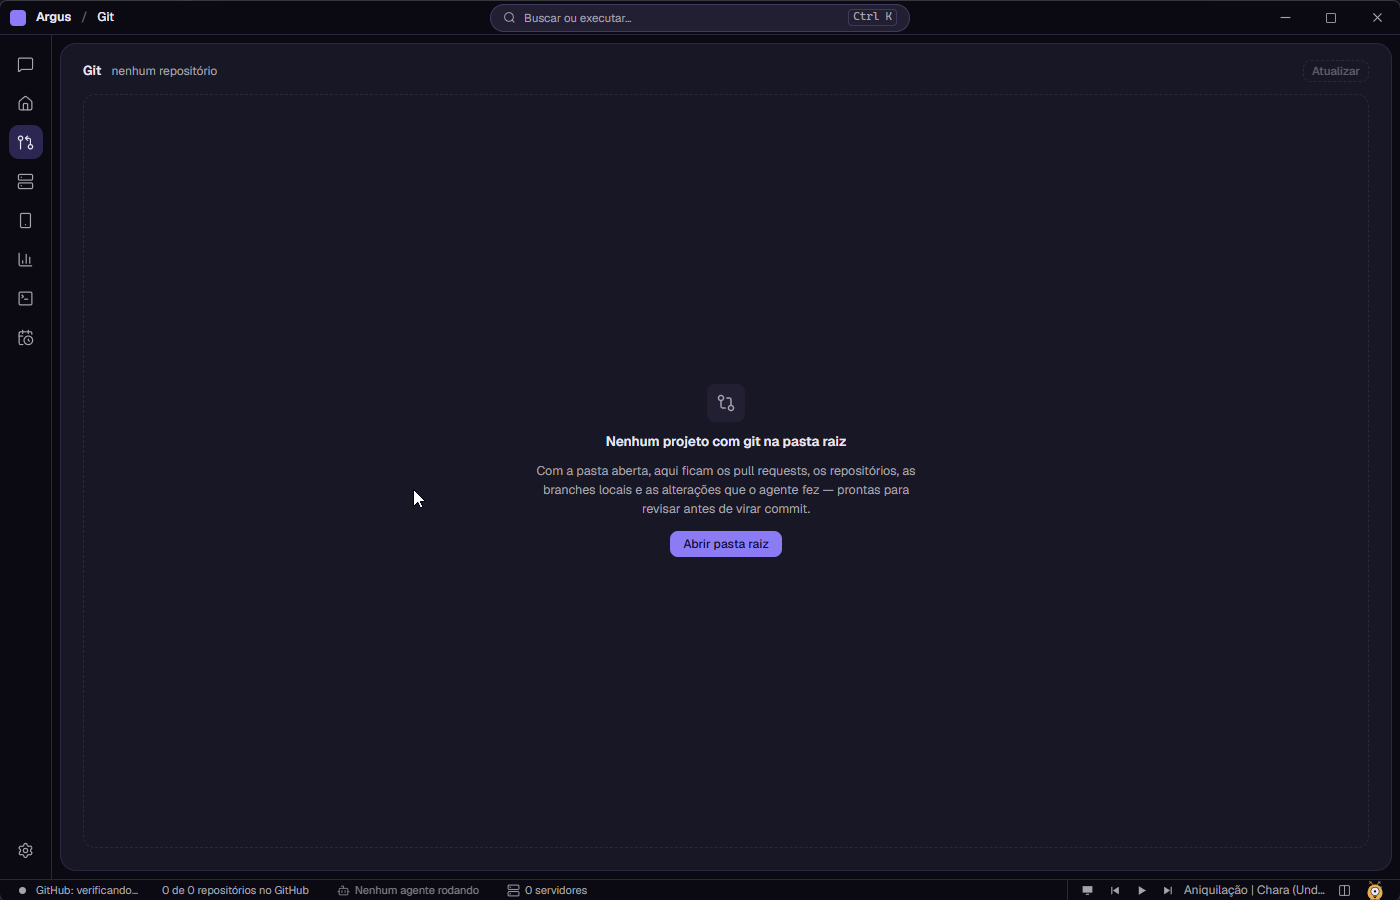 Argus / Git
Buscar ou executar...
Ctrl K
Git nenhum repositório
Atualizar
Nenhum projeto com git na pasta raiz
Com a pasta aberta, aqui ficam os pull requests, os repositórios, as
branches locais e as alterações que o agente fez — prontas para
revisar antes de virar commit.
Abrir pasta raiz
GitHub: verificando...
0 de 0 repositórios no GitHub
Nenhum agente rodando
0 servidores
Aniquilação | Chara (Und...